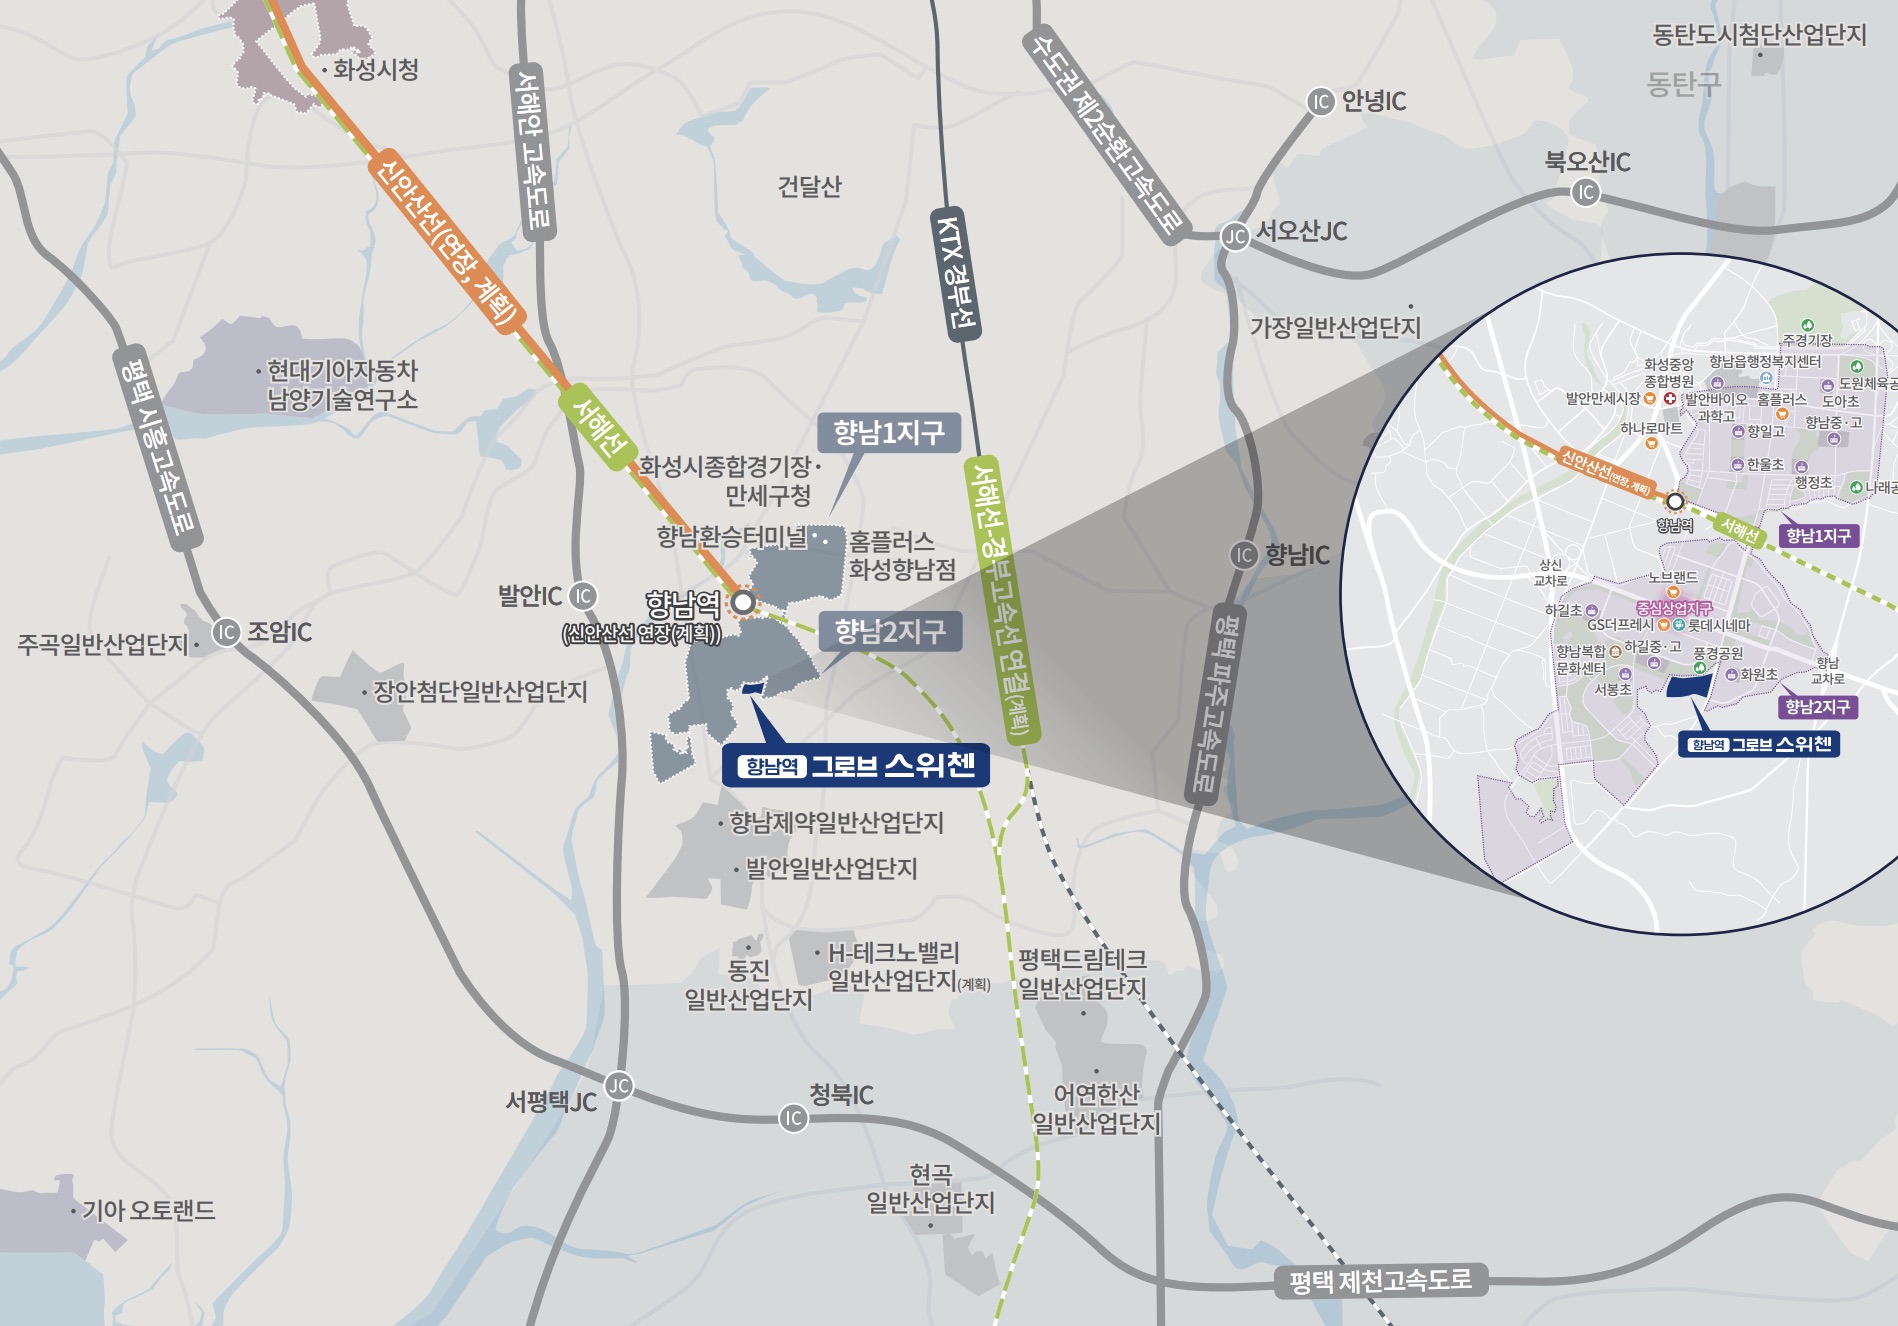 동탄도시첨단산업단지
동탄구
화성시청
안녕IC
IC
북오산IC
IC
수도권 제2순환고속도로
서해안 고속도로
신안산선(연장, 계획)
건달산
KTX 경부선
서오산JC
JC
가장일반산업단지
평택 시흥고속도로
현대기아자동차
남양기술연구소
서해선
향남1지구
화성시종합경기장
만세구청
향남환승터미널
홈플러스
화성향남점
서해선-경부고속선 연결(계획)
향남IC
IC
발안IC
IC
향남역
(신안산선 연장(계획))
향남2지구
조암IC
IC
주곡일반산업단지
장안첨단일반산업단지
평택 파주고속도로
향남역 그로브 스위첸
향남제약일반산업단지
발안일반산업단지
동진
일반산업단지
H-테크노밸리
일반산업단지(계획)
평택드림테크
일반산업단지
어연한산
일반산업단지
서평택JC
JC
청북IC
IC
현곡
일반산업단지
기아 오토랜드
평택 제천고속도로
주경기장
화성중앙
종합병원
향남읍행정복지센터
도원체육공
발안만세시장
발안바이오
과학고
홈플러스
도아초
하나로마트
향일고
향남중·고
신안산선(연장, 계획)
한울초
행정초
나래공
향남역
서해선
향남1지구
상신
교차로
노브랜드
하길초
중심상업지구
GS더프레시
롯데시네마
향남복합
문화센터
하길중·고
풍경공원
향남
교차로
서봉초
화원초
향남2지구
향남역 그로브 스위첸